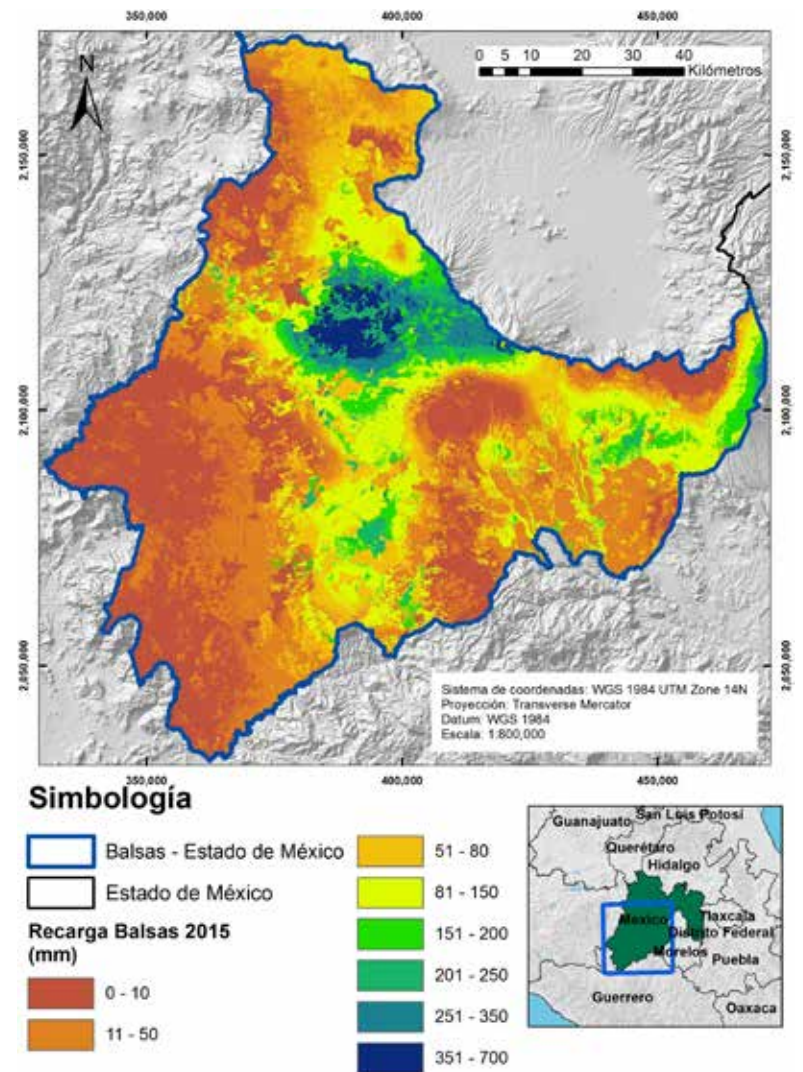 350,000 400,000 450,000
0 5 10 20 30 40
Kilómetros
N
2,150,000
2,150,000
2,100,000
2,100,000
2,050,000
2,050,000
Sistema de coordenadas: WGS 1984 UTM Zone 14N
Proyección: Transverse Mercator
Datum: WGS 1984
Escala: 1:800,000
350,000 400,000 450,000
Simbología
Balsas - Estado de México
Estado de México
Recarga Balsas 2015
(mm)
0 - 10
11 - 50
51 - 80
81 - 150
151 - 200
201 - 250
251 - 350
351 - 700
San Luis Potosí
Guanajuato
Querétaro
Hidalgo
México
Tlaxcala
Distrito Federal
Morelos
Puebla
Guerrero
Oaxaca